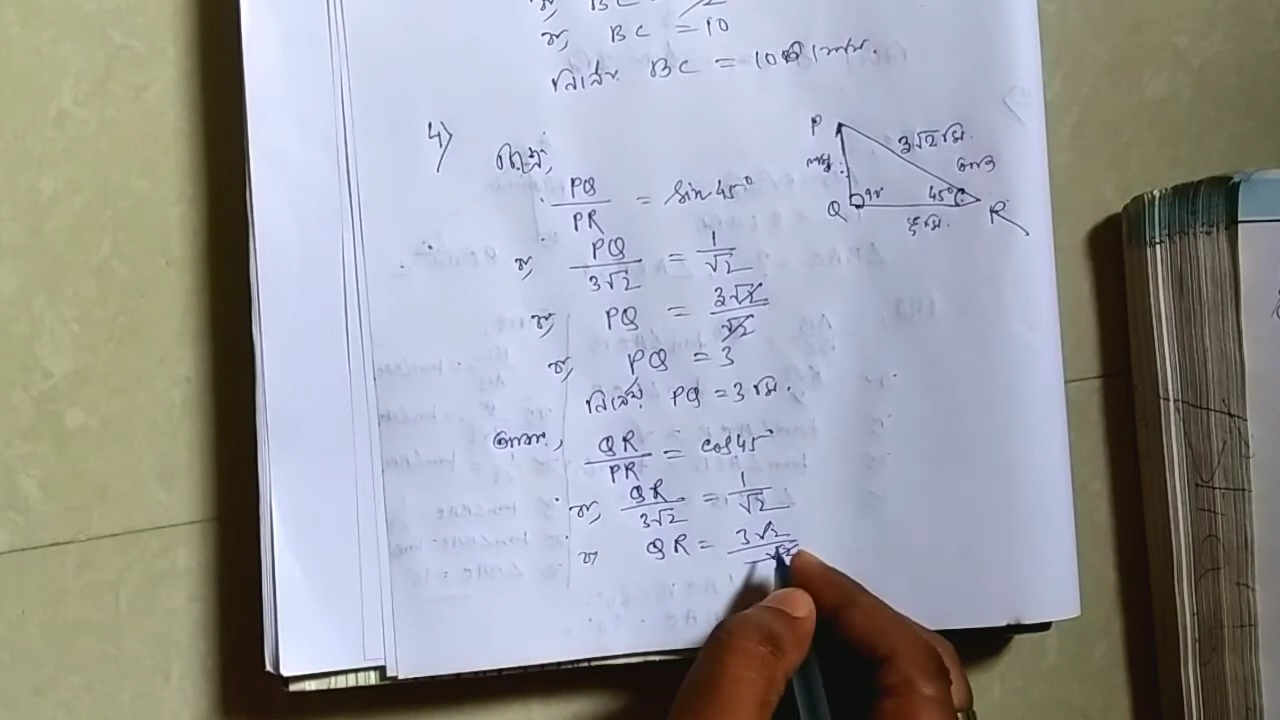 বা, BC
বা, BC = 10
নির্ণেয় BC = 10
4)
PQ/PR = sin 45°
বা, PQ/3√2 = 1/√2
বা, PQ = 3√2/√2
বা, PQ = 3
নির্ণেয় PQ = 3 মি.
আবার, QR/PR = cos 45°
বা, QR/3√2 = 1/√2
বা QR = 3√2/√2
P
3√2 মি.
লম্ব
অতি
Q
90°
45°
R